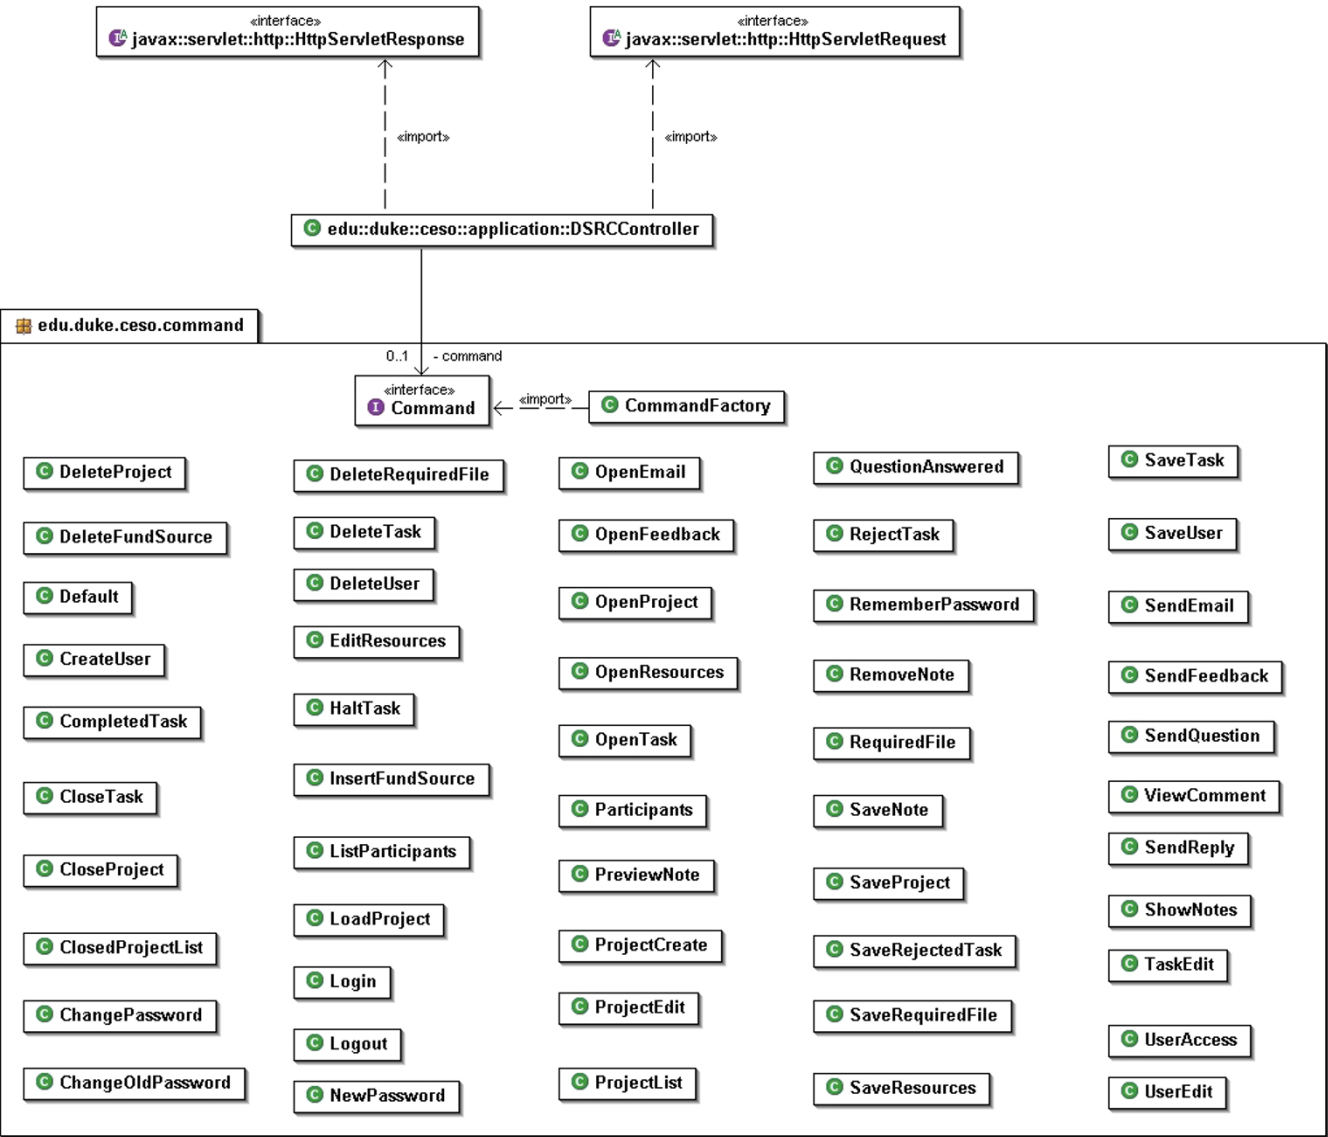 «interface»
javax::servlet::http::HttpServletResponse
«interface»
javax::servlet::http::HttpServletRequest
«import»
«import»
edu::duke::ceso::application::DSRCController
edu.duke.ceso.command
0..1
- command
«interface»
Command
«import»
CommandFactory
DeleteProject
DeleteFundSource
Default
CreateUser
CompletedTask
CloseTask
CloseProject
ClosedProjectList
ChangePassword
ChangeOldPassword
DeleteRequiredFile
DeleteTask
DeleteUser
EditResources
HaltTask
InsertFundSource
ListParticipants
LoadProject
Login
Logout
NewPassword
OpenEmail
OpenFeedback
OpenProject
OpenResources
OpenTask
Participants
PreviewNote
ProjectCreate
ProjectEdit
ProjectList
QuestionAnswered
RejectTask
RememberPassword
RemoveNote
RequiredFile
SaveNote
SaveProject
SaveRejectedTask
SaveRequiredFile
SaveResources
SaveTask
SaveUser
SendEmail
SendFeedback
SendQuestion
ViewComment
SendReply
ShowNotes
TaskEdit
UserAccess
UserEdit